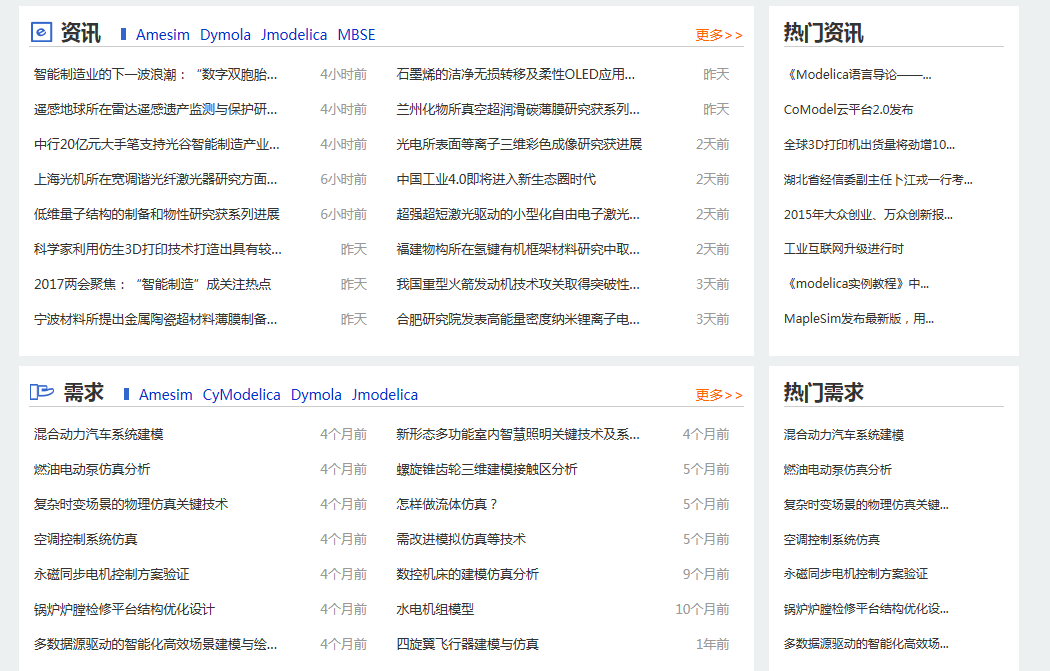 资讯 Amesim Dymola Jmodelica MBSE 更多>>
智能制造业的下一波浪潮：“数字双胞胎... 4小时前
遥感地球所在雷达遥感遗产监测与保护研... 4小时前
中行20亿元大手笔支持光谷智能制造产业... 4小时前
上海光机所在宽调谐光纤激光器研究方面... 6小时前
低维量子结构的制备和物性研究获系列进展 6小时前
科学家利用仿生3D打印技术打造出具有较... 昨天
2017两会聚焦：“智能制造”成关注热点 昨天
宁波材料所提出金属陶瓷超材料薄膜制备... 昨天
石墨烯的洁净无损转移及柔性OLED应用... 昨天
兰州化物所真空超润滑碳薄膜研究获系列... 昨天
光电所表面等离子三维彩色成像研究获进展 2天前
中国工业4.0即将进入新生态圈时代 2天前
超强超短激光驱动的小型化自由电子激光... 2天前
福建物构所在氢键有机框架材料研究中取... 2天前
我国重型火箭发动机技术攻关取得突破性... 3天前
合肥研究院发表高能量密度纳米锂离子电... 3天前
热门资讯
《Modelica语言导论——...
CoModel云平台2.0发布
全球3D打印机出货量将劲增10...
湖北省经信委副主任卜江戎一行考...
2015年大众创业、万众创新报...
工业互联网升级进行时
《modelica实例教程》中...
MapleSim发布最新版，用...
需求 Amesim CyModelica Dymola Jmodelica 更多>>
混合动力汽车系统建模 4个月前
燃油电动泵仿真分析 4个月前
复杂时变场景的物理仿真关键技术 4个月前
空调控制系统仿真 4个月前
永磁同步电机控制方案验证 4个月前
锅炉炉膛检修平台结构优化设计 4个月前
多数据源驱动的智能化高效场景建模与绘... 4个月前
新形态多功能室内智慧照明关键技术及系... 4个月前
螺旋锥齿轮三维建模接触区分析 5个月前
怎样做流体仿真？ 5个月前
需改进模拟仿真等技术 5个月前
数控机床的建模仿真分析 9个月前
水电机组模型 10个月前
四旋翼飞行器建模与仿真 1年前
热门需求
混合动力汽车系统建模
燃油电动泵仿真分析
复杂时变场景的物理仿真关键...
空调控制系统仿真
永磁同步电机控制方案验证
锅炉炉膛检修平台结构优化设...
多数据源驱动的智能化高效场...